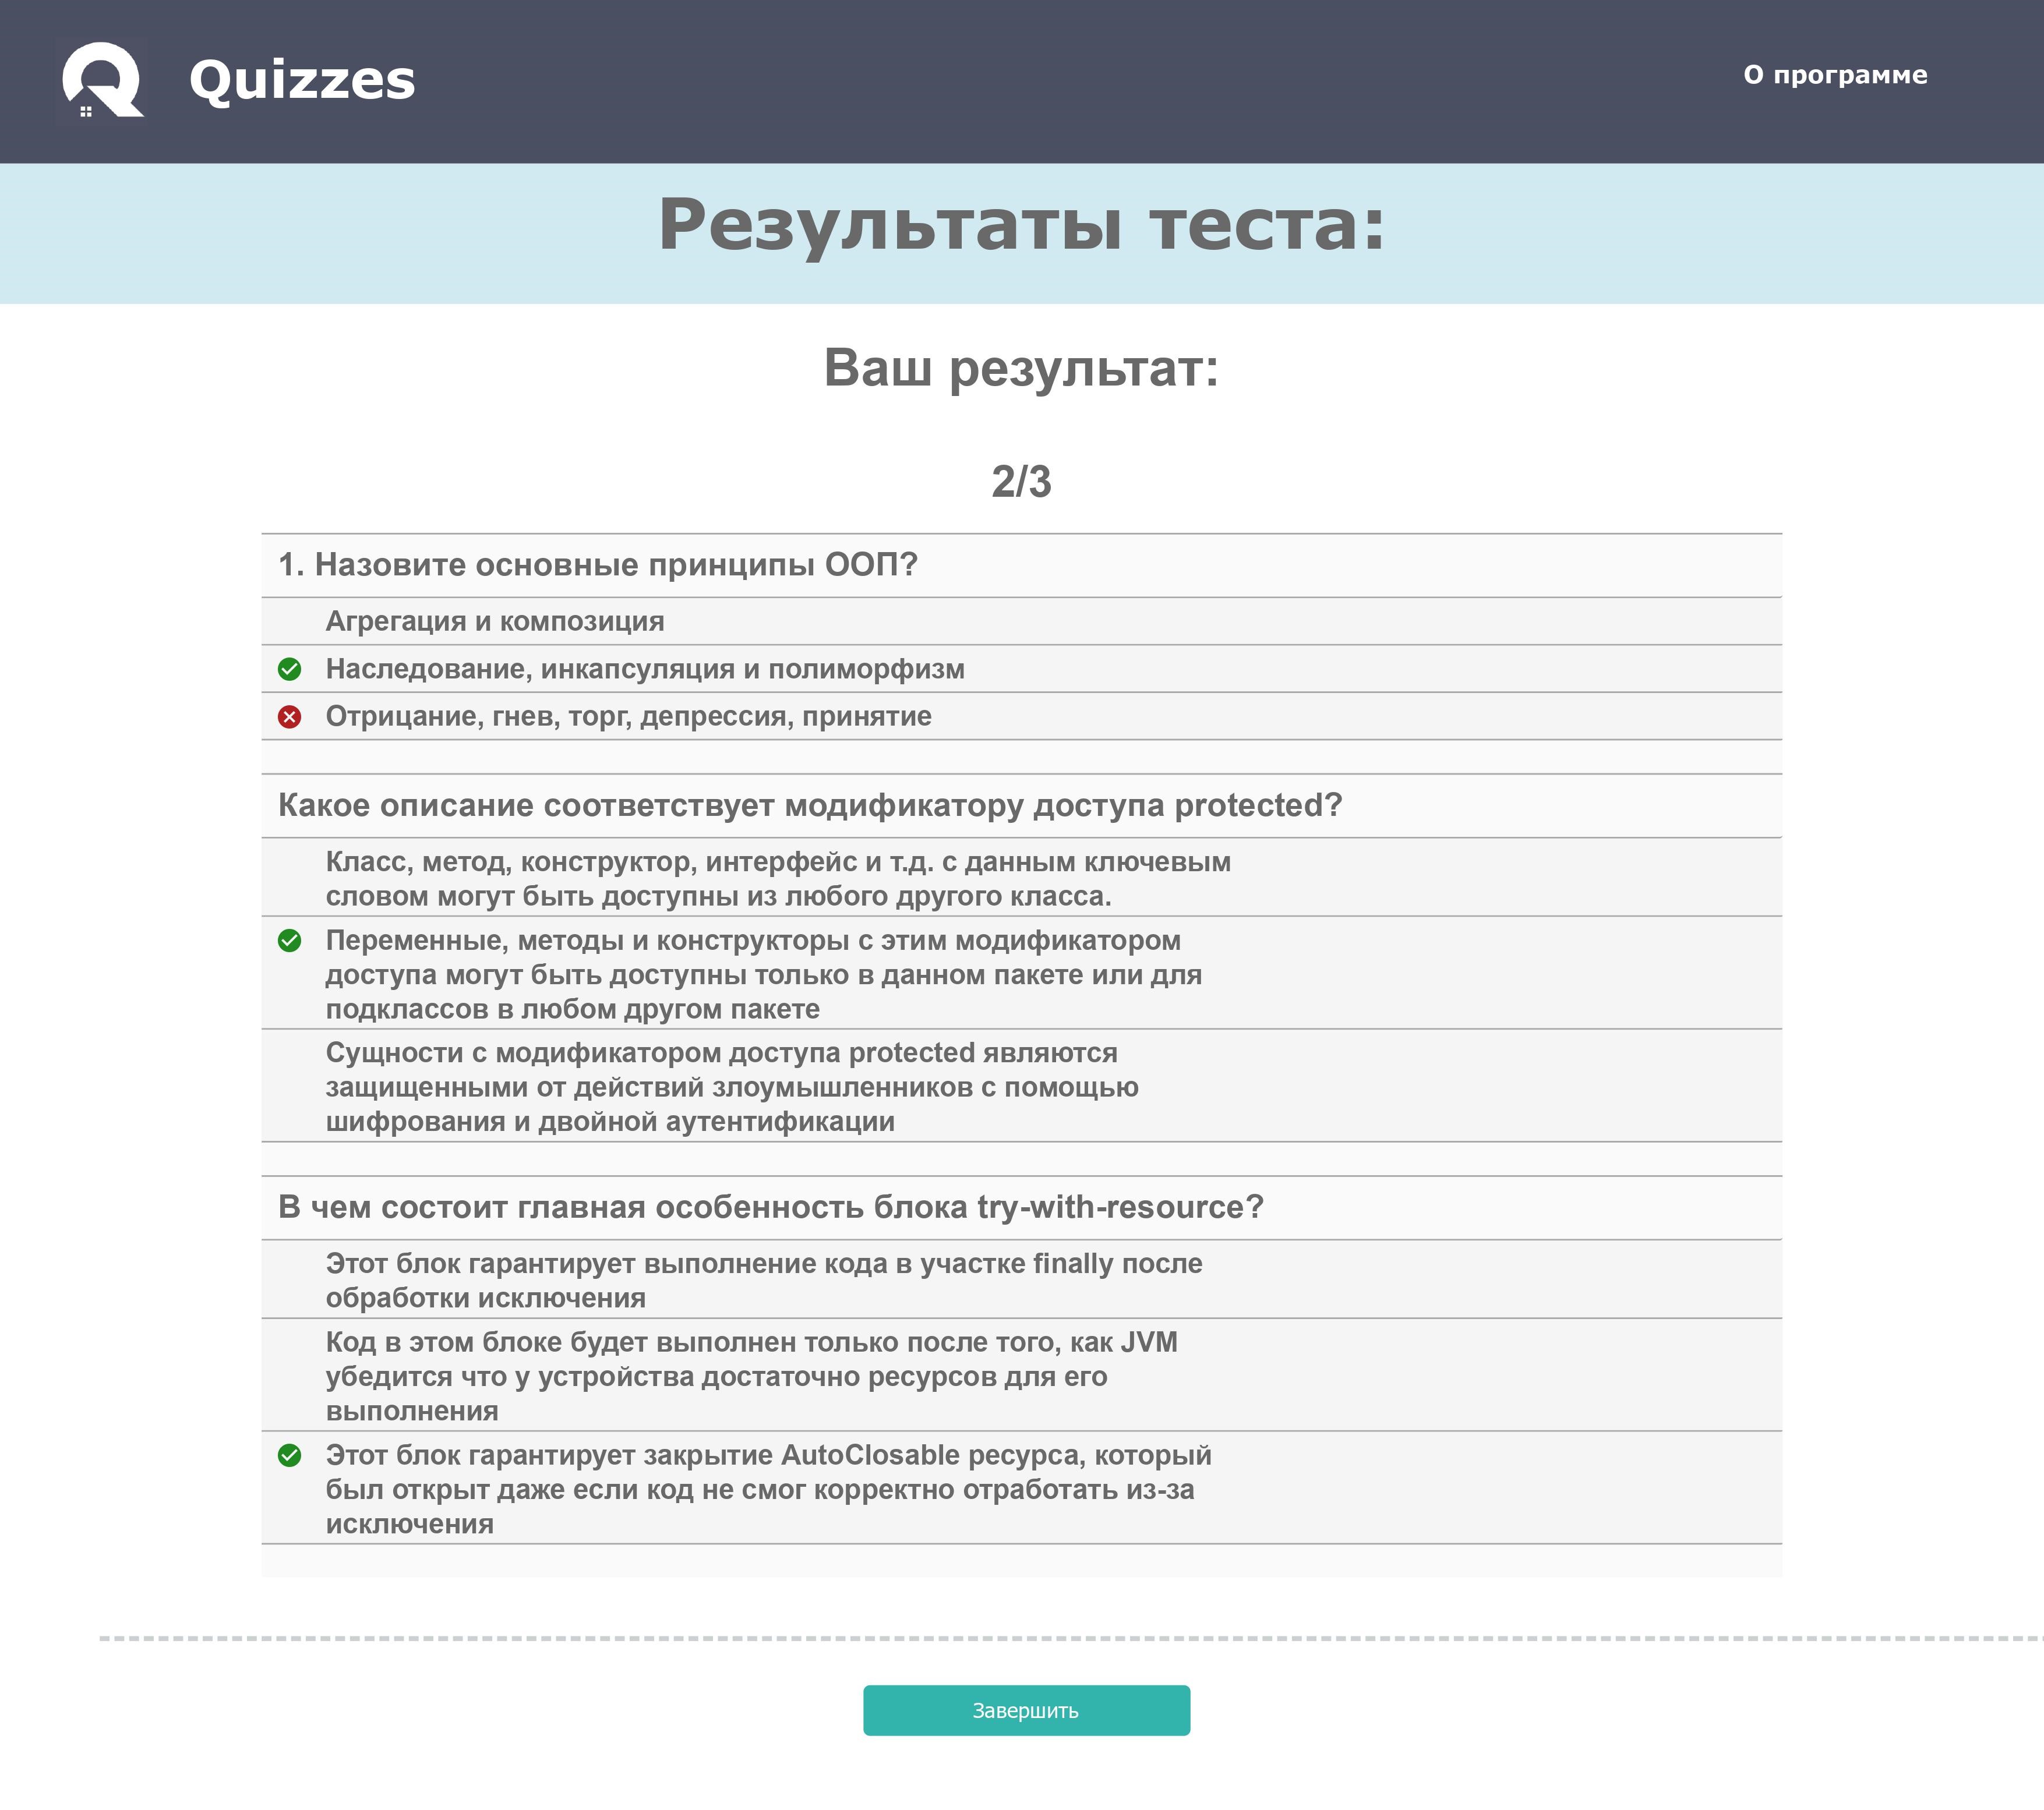 Quizzes
О программе
Результаты теста:
Ваш результат:
2/3
1. Назовите основные принципы ООП?
Агрегация и композиция
Наследование, инкапсуляция и полиморфизм
Отрицание, гнев, торг, депрессия, принятие
Какое описание соответствует модификатору доступа protected?
Класс, метод, конструктор, интерфейс и т.д. с данным ключевым
словом могут быть доступны из любого другого класса.
Переменные, методы и конструкторы с этим модификатором
доступа могут быть доступны только в данном пакете или для
подклассов в любом другом пакете
Сущности с модификатором доступа protected являются
защищенными от действий злоумышленников с помощью
шифрования и двойной аутентификации
В чем состоит главная особенность блока try-with-resource?
Этот блок гарантирует выполнение кода в участке finally после
обработки исключения
Код в этом блоке будет выполнен только после того, как JVM
убедится что у устройства достаточно ресурсов для его
выполнения
Этот блок гарантирует закрытие AutoClosable ресурса, который
был открыт даже если код не смог корректно отработать из-за
исключения
Завершить